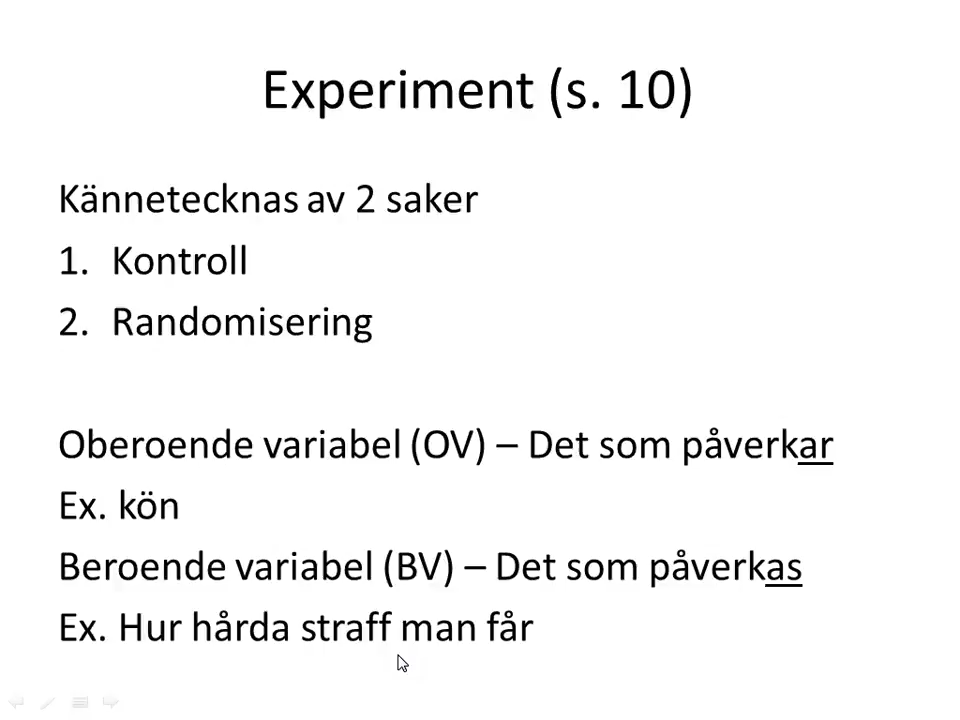 Experiment (s. 10)
Kännetecknas av 2 saker
1. Kontroll
2. Randomisering
Oberoende variabel (OV) – Det som påverkar
Ex. kön
Beroende variabel (BV) – Det som påverkas
Ex. Hur hårda straff man får